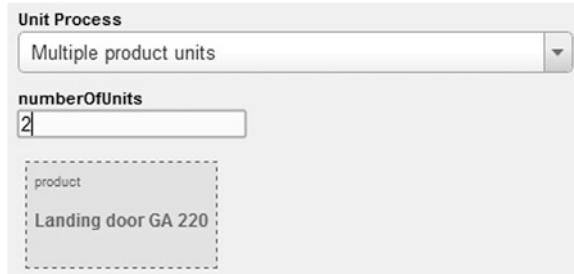 Unit Process
Multiple product units
numberOfUnits
2
product
Landing door GA 220